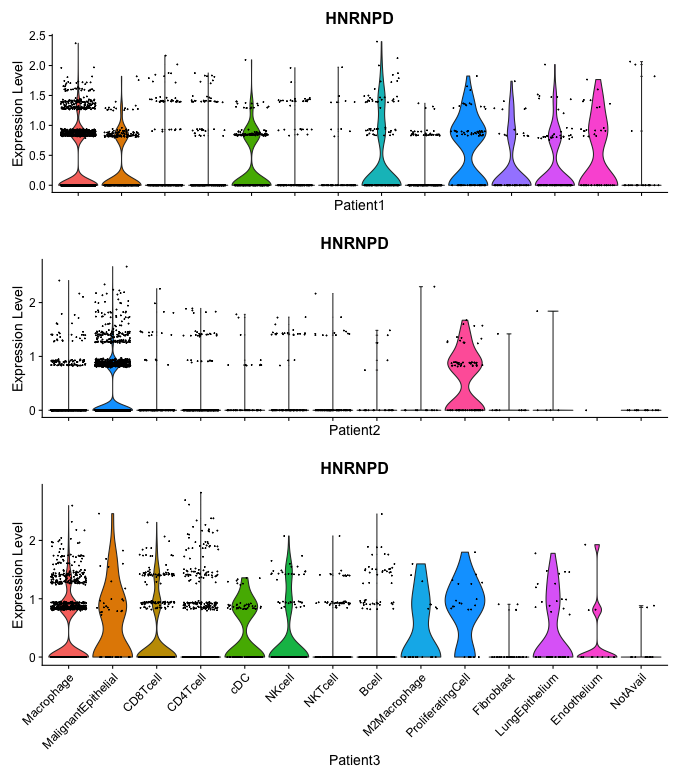 HNRNPD
Expression Level
2.5
2.0
1.5
1.0
0.5
0.0
Patient1
HNRNPD
Expression Level
2
1
0
Patient2
HNRNPD
Expression Level
2
1
0
Macrophage
MalignantEpithelial
CD8Tcell
CD4Tcell
cDC
NKcell
NKTcell
Bcell
M2Macrophage
ProliferatingCell
Fibroblast
LungEpithelium
Endothelium
NotAvail
Patient3